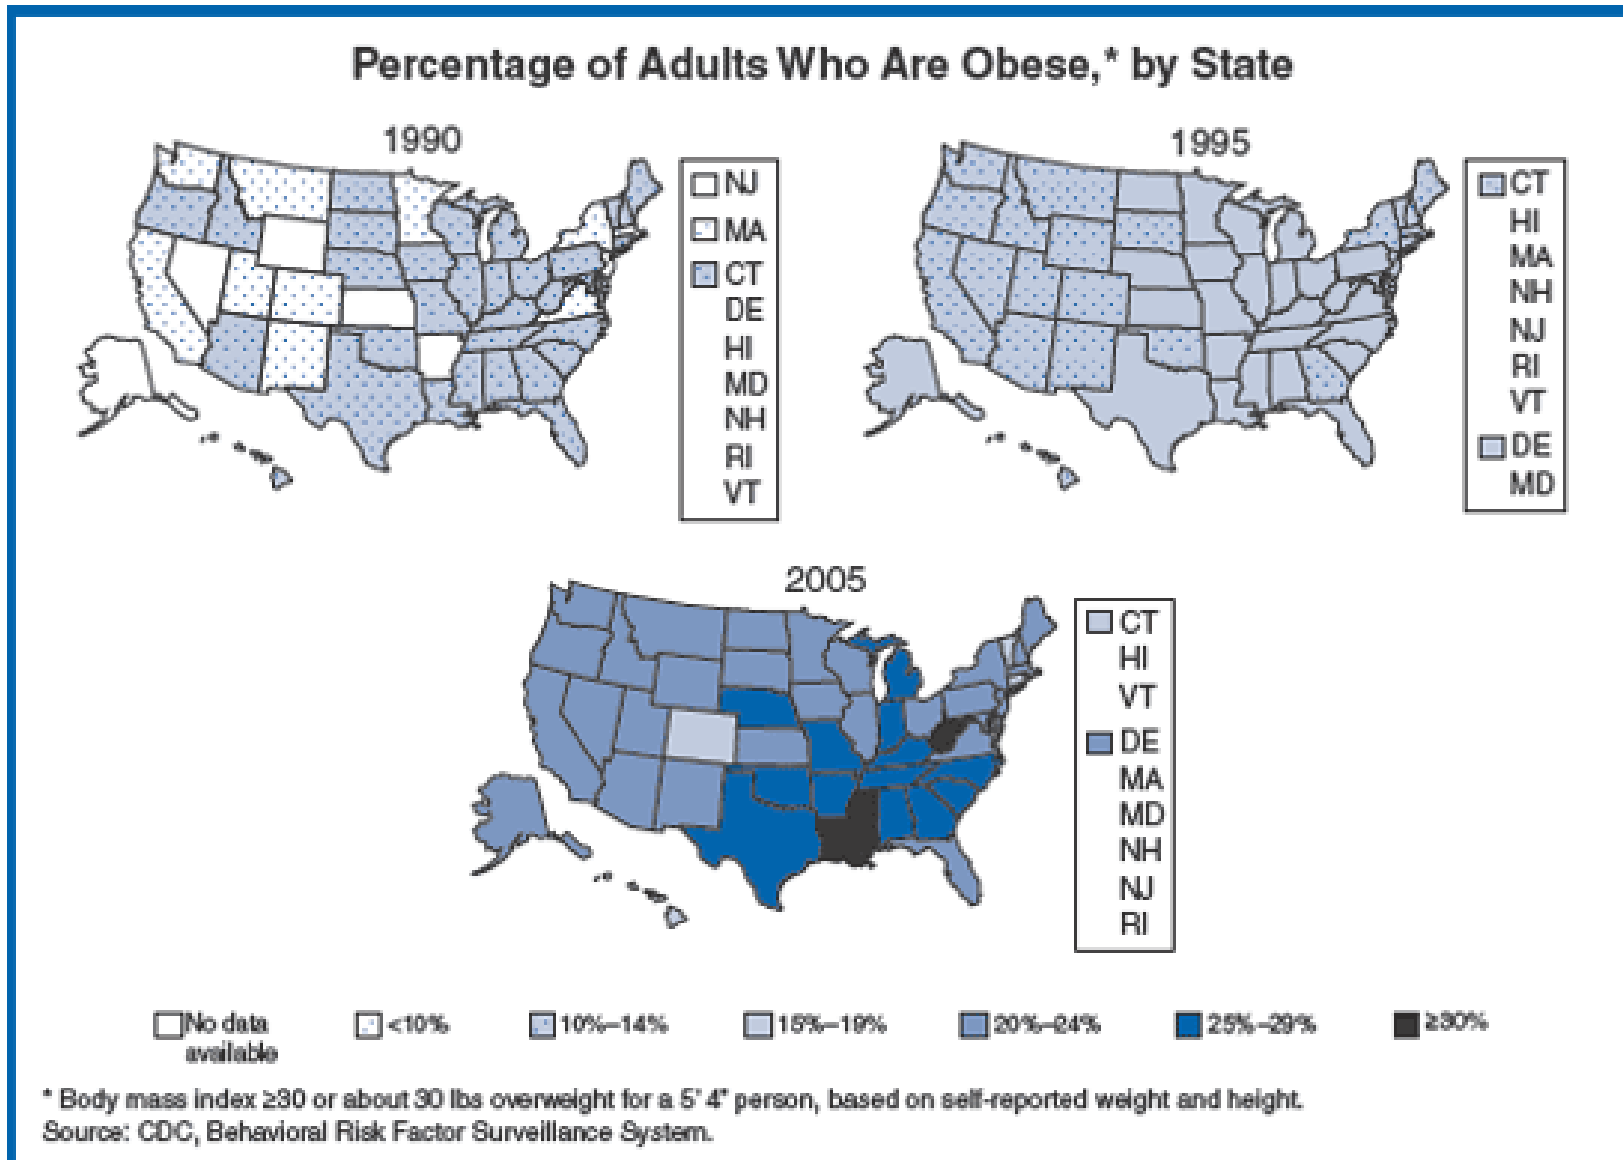 Percentage of Adults Who Are Obese,* by State
1990
NJ
MA
CT
DE
HI
MD
NH
RI
VT
1995
CT
HI
MA
NH
NJ
RI
VT
DE
MD
2005
CT
HI
VT
DE
MA
MD
NH
NJ
RI
No data
available
<10%
10%–14%
15%–19%
20%–24%
25%–29%
≥30%
* Body mass index ≥30 or about 30 lbs overweight for a 5' 4" person, based on self-reported weight and height.
Source: CDC, Behavioral Risk Factor Surveillance System.